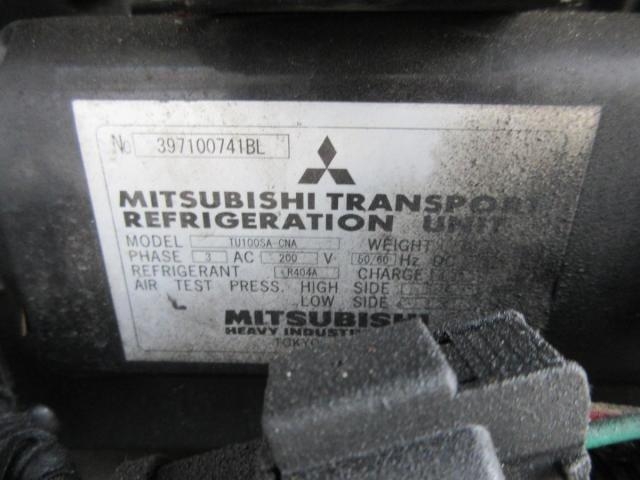 No 397100741BL
MITSUBISHI TRANSPORT
REFRIGERATION UNIT
MODEL TU100SA-CNA WEIGHT
PHASE 3 AC 200 V 50/60 Hz DC
REFRIGERANT R404A CHARGE
AIR TEST PRESS. HIGH SIDE
LOW SIDE
MITSUBISHI
HEAVY
TOKYO